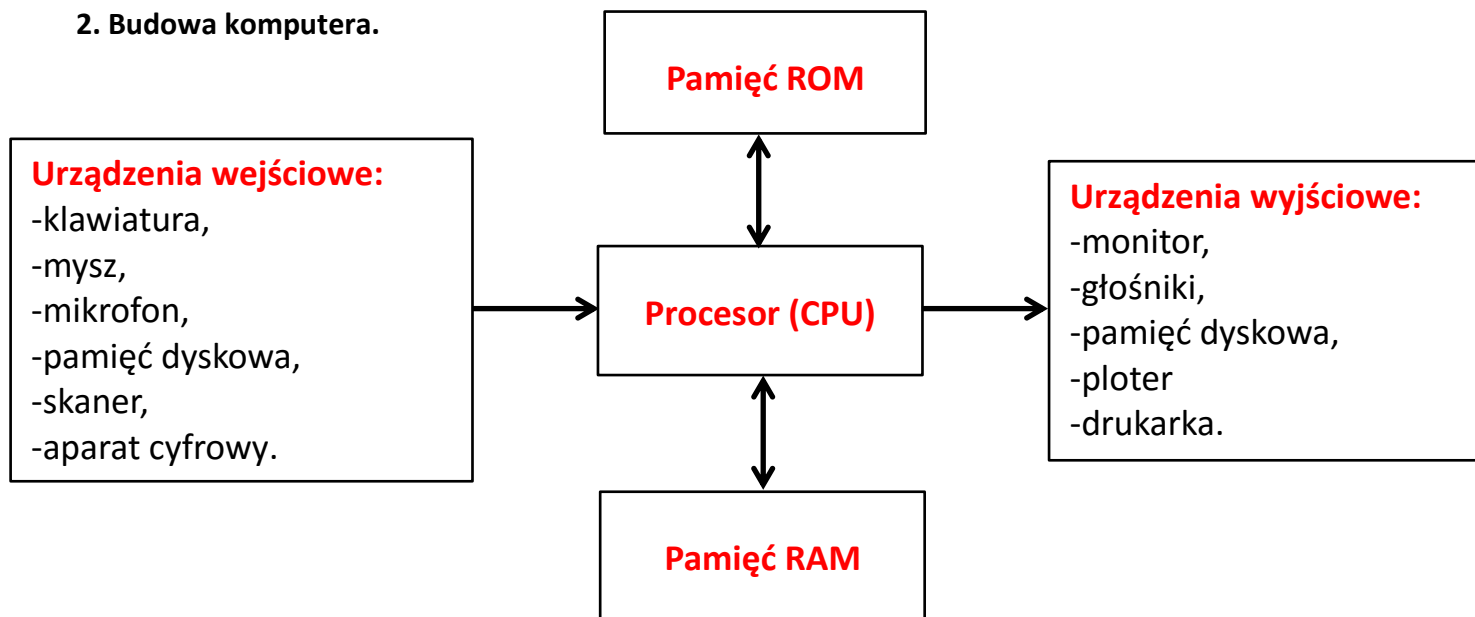 2. Budowa komputera.
Pamięć ROM
Urządzenia wejściowe:
-klawiatura,
-mysz,
-mikrofon,
-pamięć dyskowa,
-skaner,
-aparat cyfrowy.
Procesor (CPU)
Urządzenia wyjściowe:
-monitor,
-głośniki,
-pamięć dyskowa,
-ploter
-drukarka.
Pamięć RAM